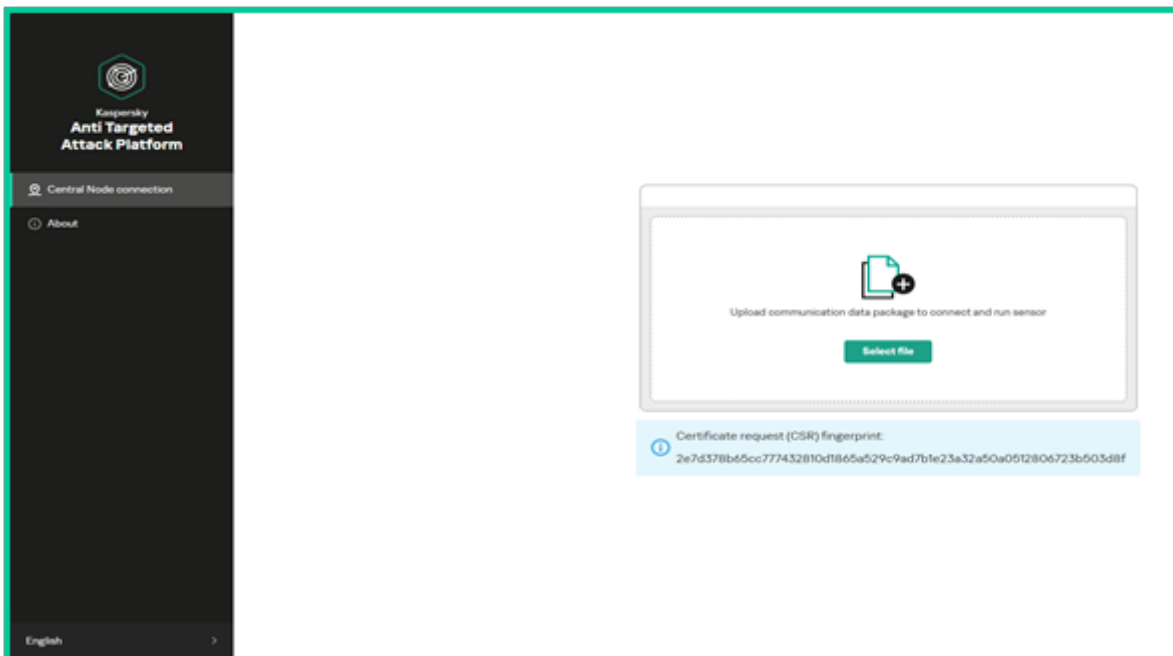 Kaspersky
Anti Targeted
Attack Platform
Central Node connection
About
Upload communication data package to connect and run sensor
Select file
Certificate request (CSR) fingerprint:
2e7d378b65cc777432810d1865a529c9ad7b1e23a32a50a0512806723b503d8f
English